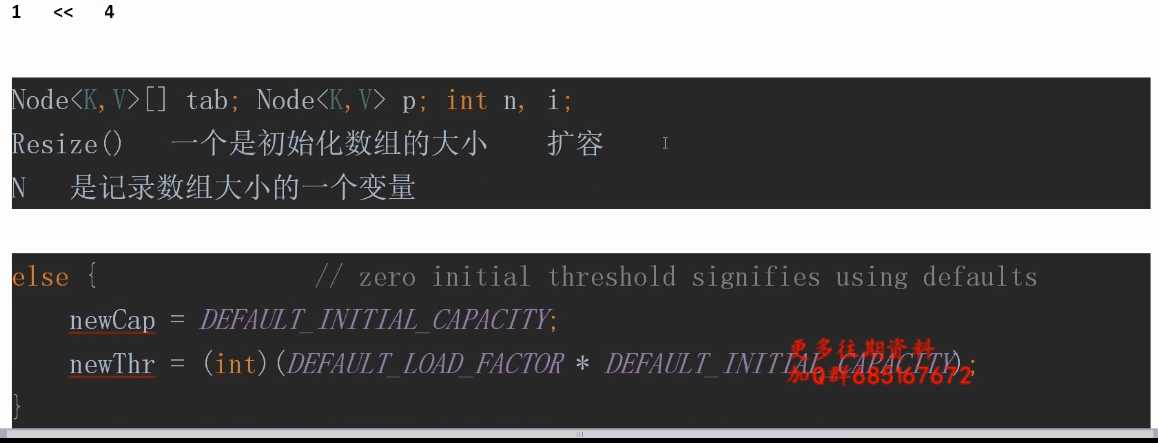 1 << 4
Node<K,V>[] tab; Node<K,V> p; int n, i;
Resize() 一个是初始化数组的大小 扩容
N 是记录数组大小的一个变量
else { // zero initial threshold signifies using defaults
newCap = DEFAULT_INITIAL_CAPACITY;
newThr = (int)(DEFAULT_LOAD_FACTOR * DEFAULT_INITIAL_CAPACITY);
更多往期资料
加Q群685167672
}